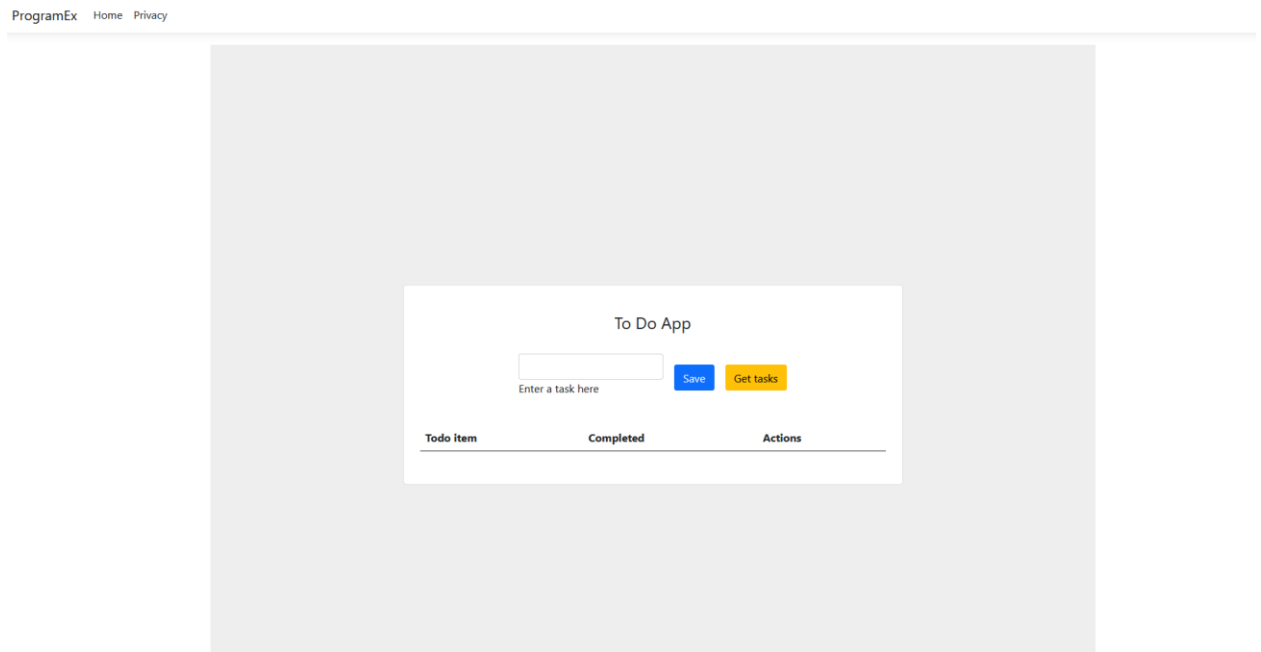 ProgramEx Home Privacy
To Do App
Save Get tasks
Enter a task here
Todo item Completed Actions